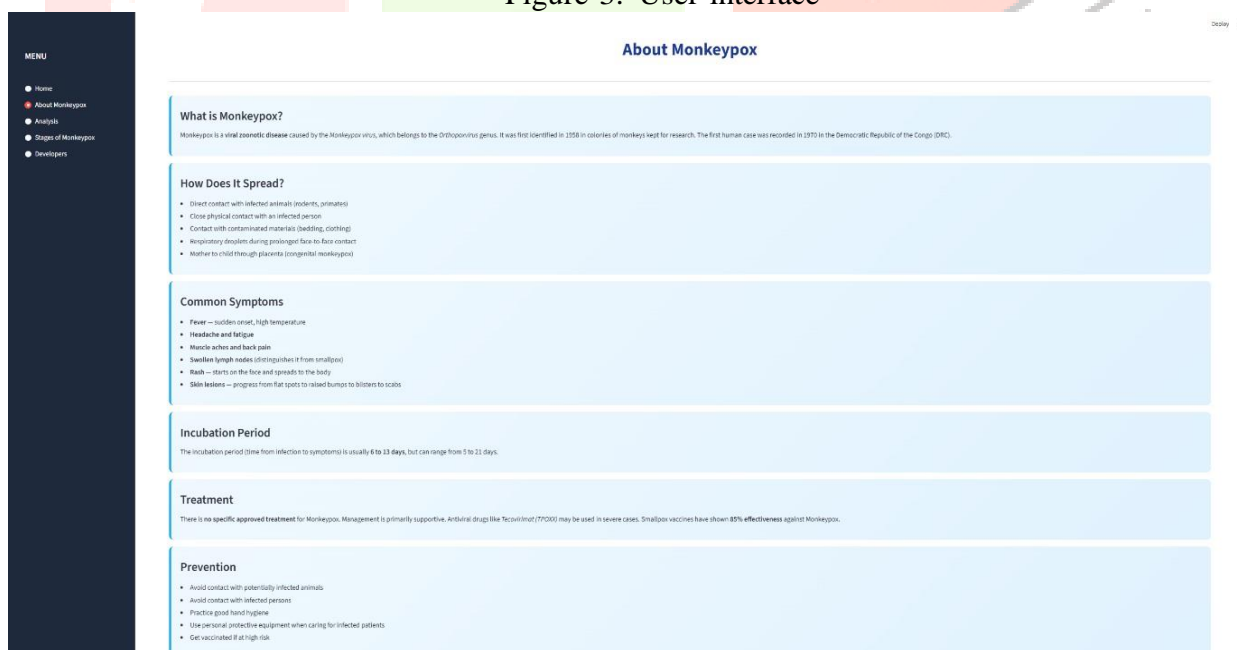 Figure 3: User interface
Deploy
MENU
Home
About Monkeypox
Analysis
Stages of Monkeypox
Developers
About Monkeypox
What is Monkeypox?
Monkeypox is a viral zoonotic disease caused by the Monkeypox virus, which belongs to the Orthopoxvirus genus. It was first identified in 1958 in colonies of monkeys kept for research. The first human case was recorded in 1970 in the Democratic Republic of the Congo (DRC).
How Does It Spread?
• Direct contact with infected animals (rodents, primates)
• Close physical contact with an infected person
• Contact with contaminated materials (bedding, clothing)
• Respiratory droplets during prolonged face-to-face contact
• Mother to child through placenta (congenital monkeypox)
Common Symptoms
• Fever — sudden onset, high temperature
• Headache and fatigue
• Muscle aches and back pain
• Swollen lymph nodes (distinguishes it from smallpox)
• Rash — starts on the face and spreads to the body
• Skin lesions — progress from flat spots to raised bumps to blisters to scabs
Incubation Period
The incubation period (time from infection to symptoms) is usually 6 to 13 days, but can range from 5 to 21 days.
Treatment
There is no specific approved treatment for Monkeypox. Management is primarily supportive. Antiviral drugs like Tecovirimat (TPOXX) may be used in severe cases. Smallpox vaccines have shown 85% effectiveness against Monkeypox.
Prevention
• Avoid contact with potentially infected animals
• Avoid contact with infected persons
• Practice good hand hygiene
• Use personal protective equipment when caring for infected patients
• Get vaccinated if at high risk